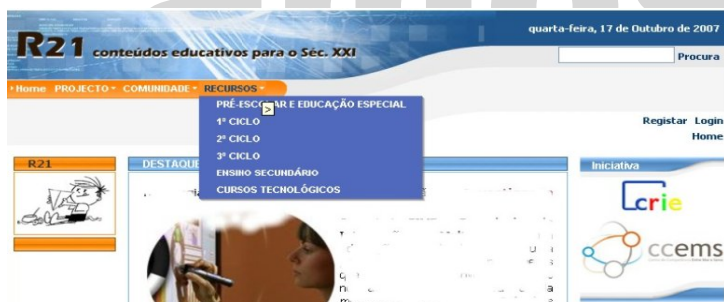 quarta-feira, 17 de Outubro de 2007
R21 conteúdos educativos para o Séc. XXI
Procura
Home PROJECTO COMUNIDADE RECURSOS
PRÉ-ESCOLAR E EDUCAÇÃO ESPECIAL
1º CICLO
2º CICLO
3º CICLO
ENSINO SECUNDÁRIO
CURSOS TECNOLÓGICOS
Registar Login
Home
R21
DESTAQUE
Iniciativa
crie
ccems